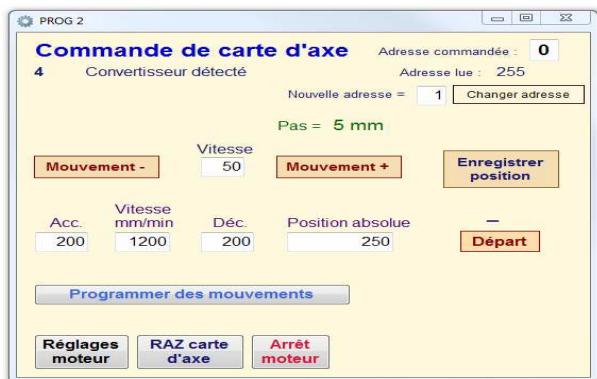 PROG 2
Commande de carte d'axe
Adresse commandée : 0
4 Convertisseur détecté
Adresse lue : 255
Nouvelle adresse = 1 Changer adresse
Pas = 5 mm
Vitesse
Mouvement - 50 Mouvement +
Enregistrer
position
Acc. Vitesse
mm/min Déc. Position absolue –
200 1200 200 250 Départ
Programmer des mouvements
Réglages
moteur
RAZ carte
d'axe
Arrêt
moteur